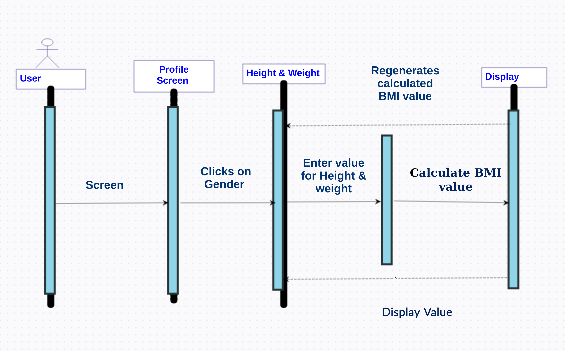 User
Profile
Screen
Height & Weight
Regenerates
calculated
BMI value
Display
Screen
Clicks on
Gender
Enter value
for Height &
weight
Calculate BMI
value
Display Value